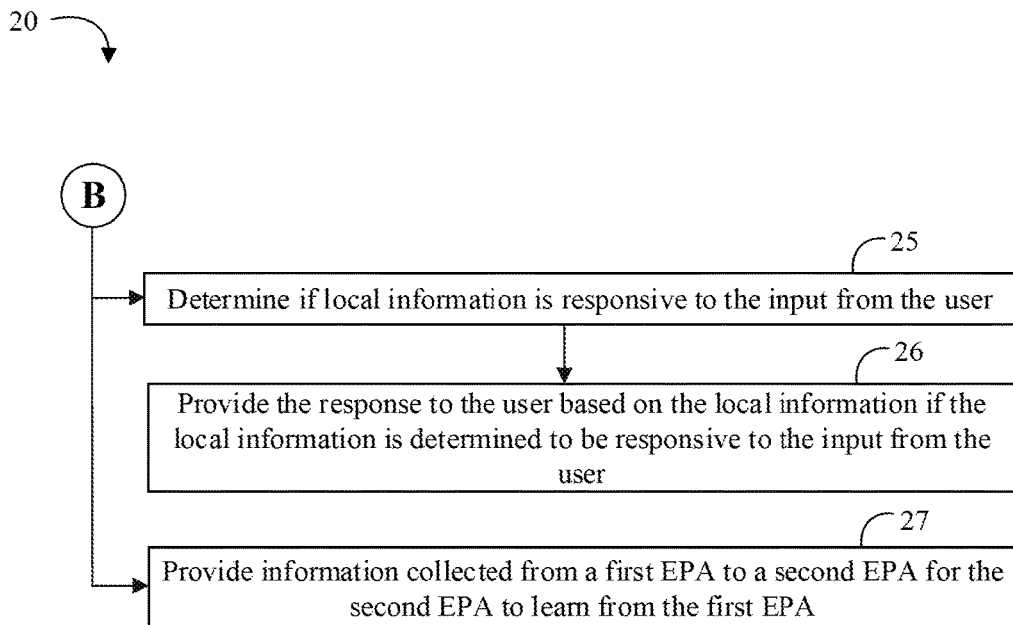 20
B
25
Determine if local information is responsive to the input from the user
26
Provide the response to the user based on the local information if the
local information is determined to be responsive to the input from the
user
27
Provide information collected from a first EPA to a second EPA for the
second EPA to learn from the first EPA